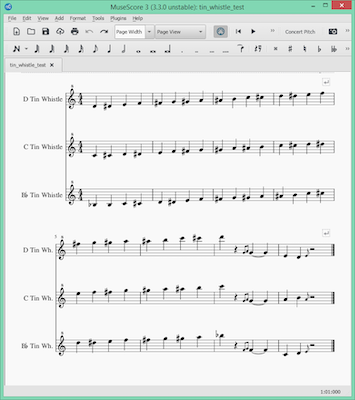 MuseScore 3 (3.3.0 unstable): tin_whistle_test
File Edit View Add Format Tools Plugins Help
Page Width Page View Concert Pitch
tin_whistle_test
D Tin Whistle
C Tin Whistle
B♭ Tin Whistle
5
D Tin Wh.
C Tin Wh.
B♭ Tin Wh.
1:01:000